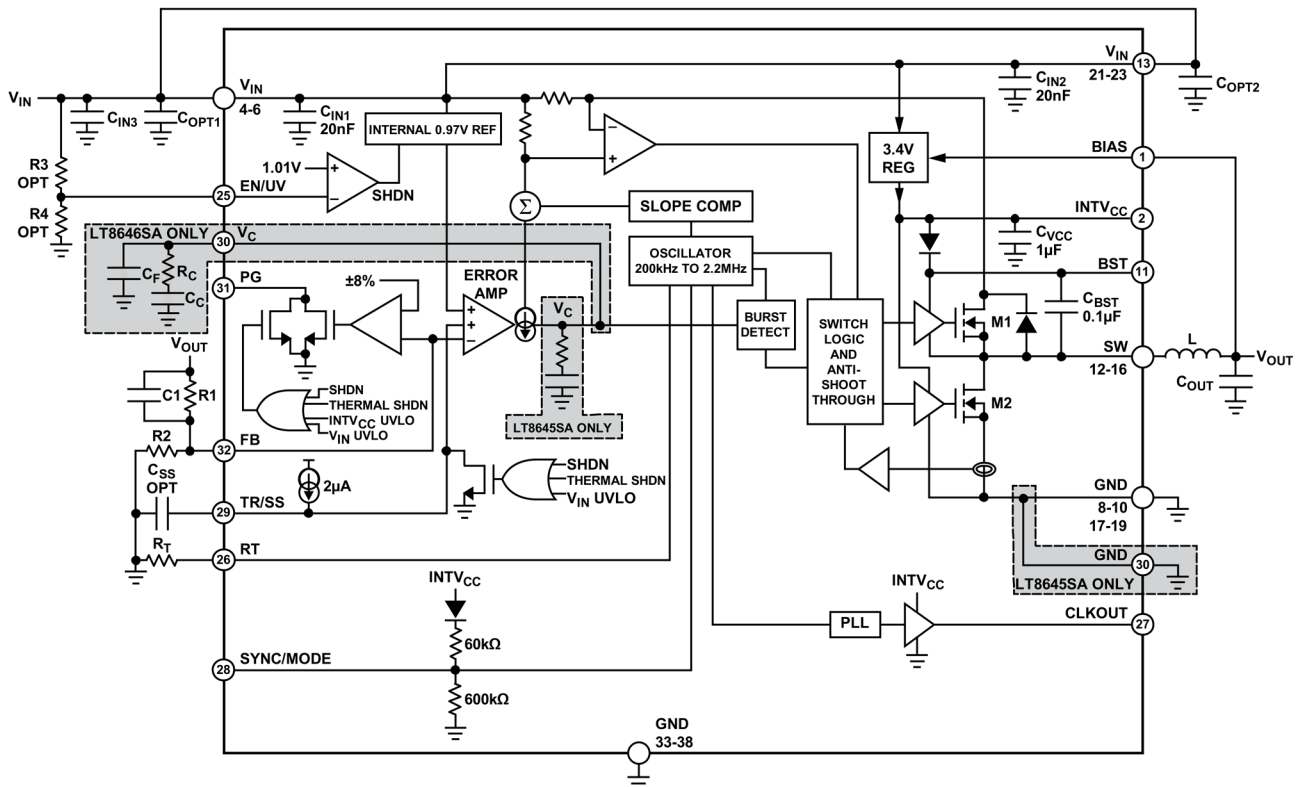 VIN
CIN3
COPT1
VIN
4-6
CIN1
20nF
INTERNAL 0.97V REF
VIN
21-23
13
CIN2
20nF
COPT2
R3
OPT
R4
OPT
25
EN/UV
1.01V
+
−
SHDN
−
+
3.4V
REG
BIAS
1
INTVCC
2
CVCC
1µF
BST
11
CBST
0.1µF
Σ
SLOPE COMP
OSCILLATOR
200kHz TO 2.2MHz
LT8646SA ONLY
30
VC
CF
RC
CC
31
PG
±8%
ERROR
AMP
+
+
−
VC
LT8645SA ONLY
BURST
DETECT
SWITCH
LOGIC
AND
ANTI-
SHOOT
THROUGH
M1
M2
SW
12-16
L
VOUT
COUT
VOUT
C1
R1
R2
32
FB
SHDN
THERMAL SHDN
INTVCC UVLO
VIN UVLO
CSS
OPT
29
TR/SS
2µA
SHDN
THERMAL SHDN
VIN UVLO
GND
8-10
17-19
GND
30
LT8645SA ONLY
RT
26
RT
INTVCC
60kΩ
28
SYNC/MODE
600kΩ
PLL
INTVCC
CLKOUT
27
GND
33-38